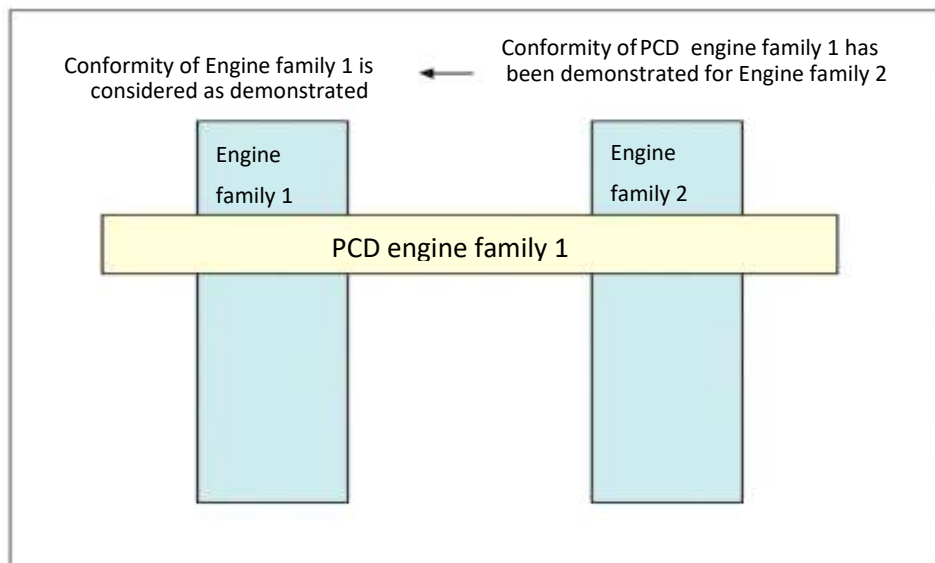 Conformity of Engine family 1 is
considered as demonstrated
Conformity of PCD engine family 1 has
been demonstrated for Engine family 2
Engine
family 1
Engine
family 2
PCD engine family 1